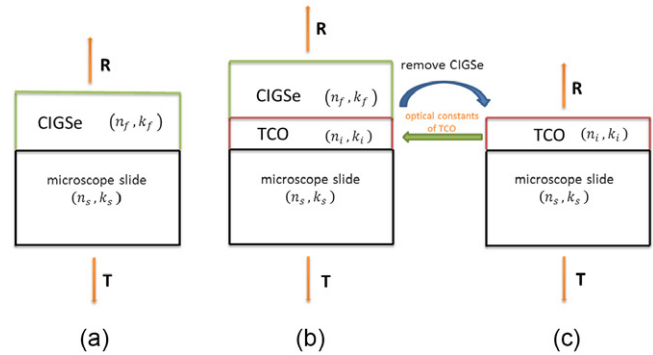 R
CIGSe (n_f, k_f)
microscope slide
(n_s, k_s)
T
(a)
R
CIGSe (n_f, k_f)
TCO (n_i, k_i)
microscope slide
(n_s, k_s)
T
(b)
remove CIGSe
optical constants
of TCO
R
TCO (n_i, k_i)
microscope slide
(n_s, k_s)
T
(c)